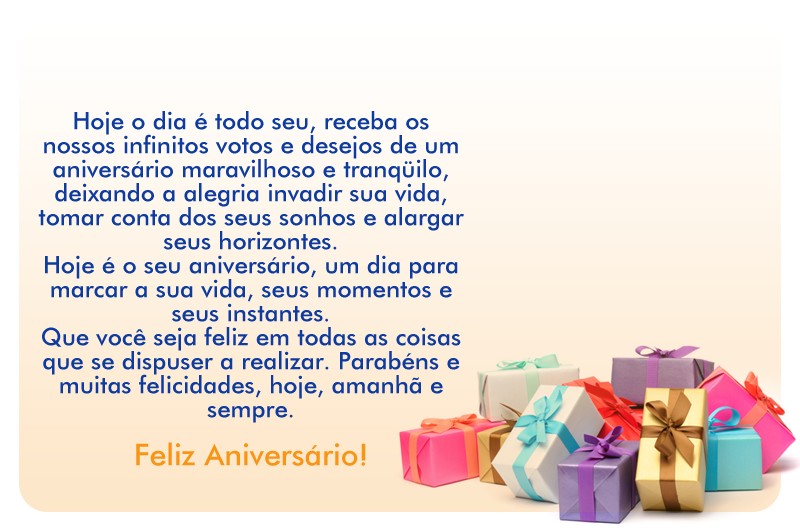 Hoje o dia é todo seu, receba os
nossos infinitos votos e desejos de um
aniversário maravilhoso e tranqüilo,
deixando a alegria invadir sua vida,
tomar conta dos seus sonhos e alargar
seus horizontes.
Hoje é o seu aniversário, um dia para
marcar a sua vida, seus momentos e
seus instantes.
Que você seja feliz em todas as coisas
que se dispuser a realizar. Parabéns e
muitas felicidades, hoje, amanhã e
sempre.
Feliz Aniversário!